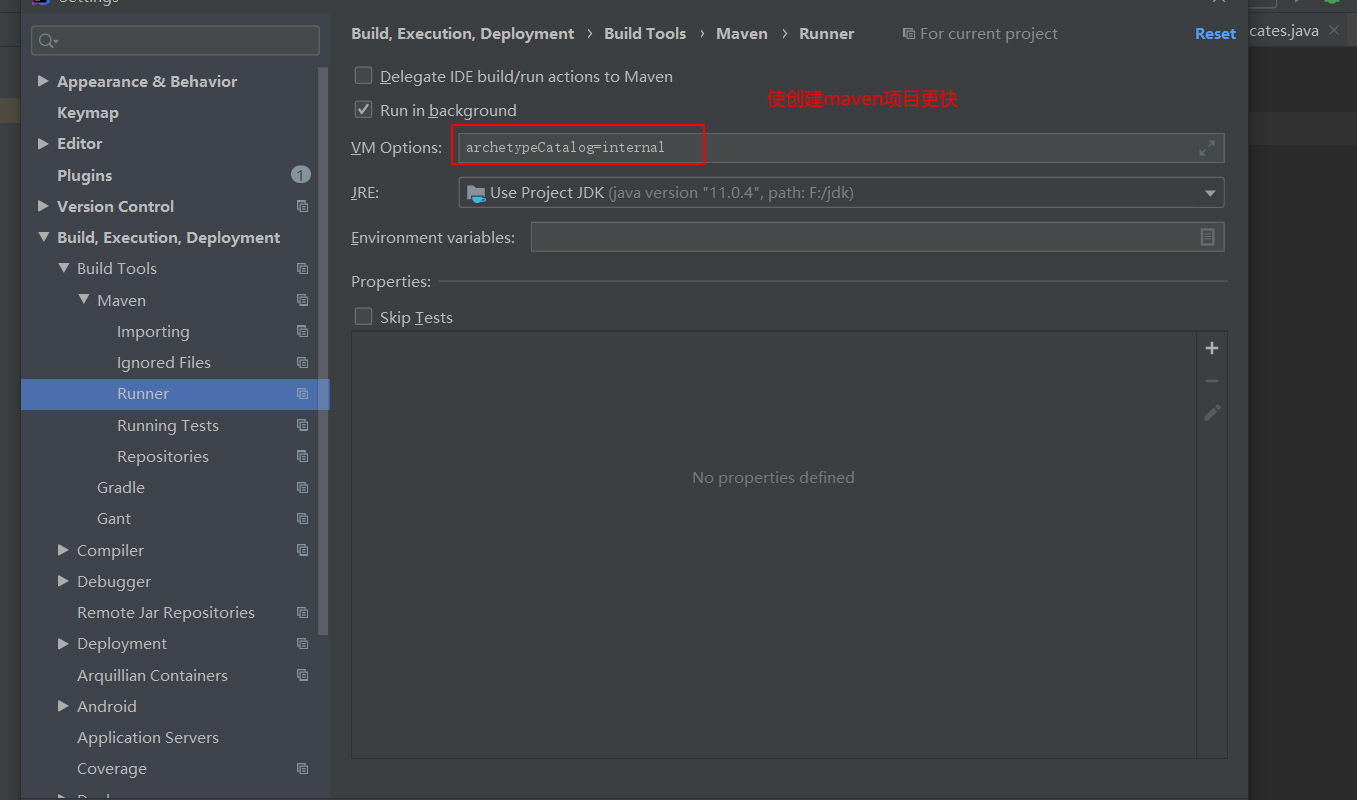 Settings
cates.java
Build, Execution, Deployment › Build Tools › Maven › Runner
For current project
Reset
Appearance & Behavior
Keymap
Editor
Plugins
1
Version Control
Build, Execution, Deployment
Build Tools
Maven
Importing
Ignored Files
Runner
Running Tests
Repositories
Gradle
Gant
Compiler
Debugger
Remote Jar Repositories
Deployment
Arquillian Containers
Android
Application Servers
Coverage
Delegate IDE build/run actions to Maven
使创建maven项目更快
Run in background
VM Options: archetypeCatalog=internal
JRE: Use Project JDK (java version "11.0.4", path: F:/jdk)
Environment variables:
Properties:
Skip Tests
No properties defined